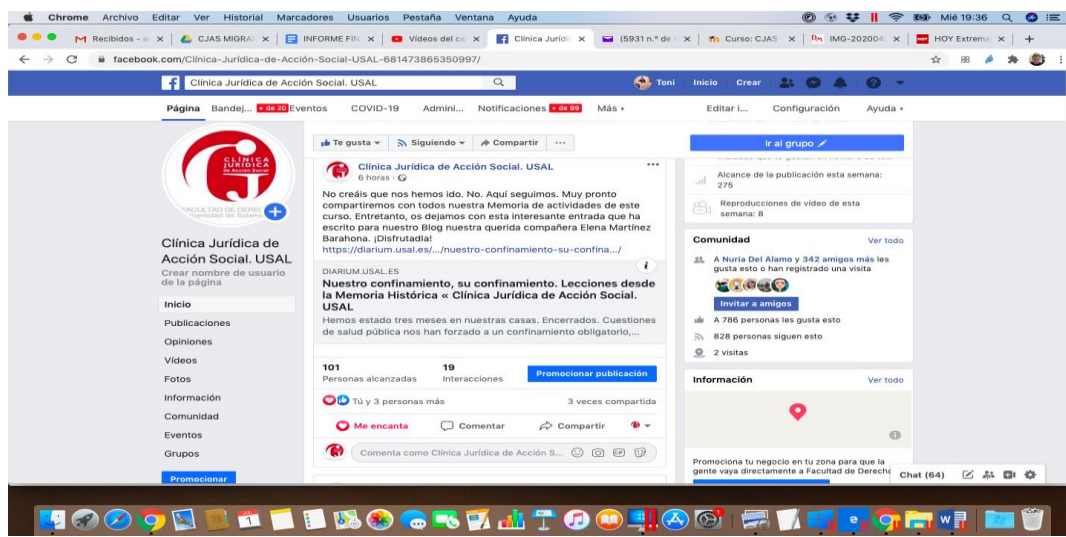 Chrome Archivo Editar Ver Historial Marcadores Usuarios Pestaña Ventana Ayuda Mié 19:36
Recibidos CJAS MIGRA INFORME FIN Vídeos del ca Clínica Jurídic (5931 n.º de Curso: CJAS IMG-202004 HOY Extrem
facebook.com/Clínica-Jurídica-de-Acción-Social-USAL-681473865350997/
Clínica Jurídica de Acción Social. USAL Toni Inicio Crear
Página Bandej... + de 20 Eventos COVID-19 Admini... Notificaciones + de 99 Más Editar i... Configuración Ayuda
CLÍNICA
JURÍDICA
de Acción Social
Clínica Jurídica de
Acción Social. USAL
Crear nombre de usuario
de la página
Inicio
Publicaciones
Opiniones
Vídeos
Fotos
Información
Comunidad
Eventos
Grupos
Promocionar
Te gusta Siguiendo Compartir ...
Clínica Jurídica de Acción Social. USAL
6 horas ·
No creáis que nos hemos ido. No. Aquí seguimos. Muy pronto
compartiremos con todos nuestra Memoria de actividades de este
curso. Entretanto, os dejamos con esta interesante entrada que ha
escrito para nuestro Blog nuestra querida compañera Elena Martínez
Barahona. ¡Disfrutadla!
https://diarium.usal.es/.../nuestro-confinamiento-su-confina.../
DIARIUM.USAL.ES
Nuestro confinamiento, su confinamiento. Lecciones desde
la Memoria Histórica « Clínica Jurídica de Acción Social.
USAL
Hemos estado tres meses en nuestras casas. Encerrados. Cuestiones
de salud pública nos han forzado a un confinamiento obligatorio,...
101 19
Personas alcanzadas Interacciones Promocionar publicación
Tú y 3 personas más 3 veces compartida
Me encanta Comentar Compartir
Comenta como Clínica Jurídica de Acción S... GIF
Ir al grupo
Alcance de la publicación esta semana:
275
Reproducciones de vídeo de esta
semana: 8
Comunidad Ver todo
A Nuria Del Alamo y 342 amigos más les
gusta esto o han registrado una visita
Invitar a amigos
A 786 personas les gusta esto
828 personas siguen esto
2 visitas
Información Ver todo
Promociona tu negocio en tu zona para que la
gente vaya directamente a Facultad de Derecho
Chat (64)